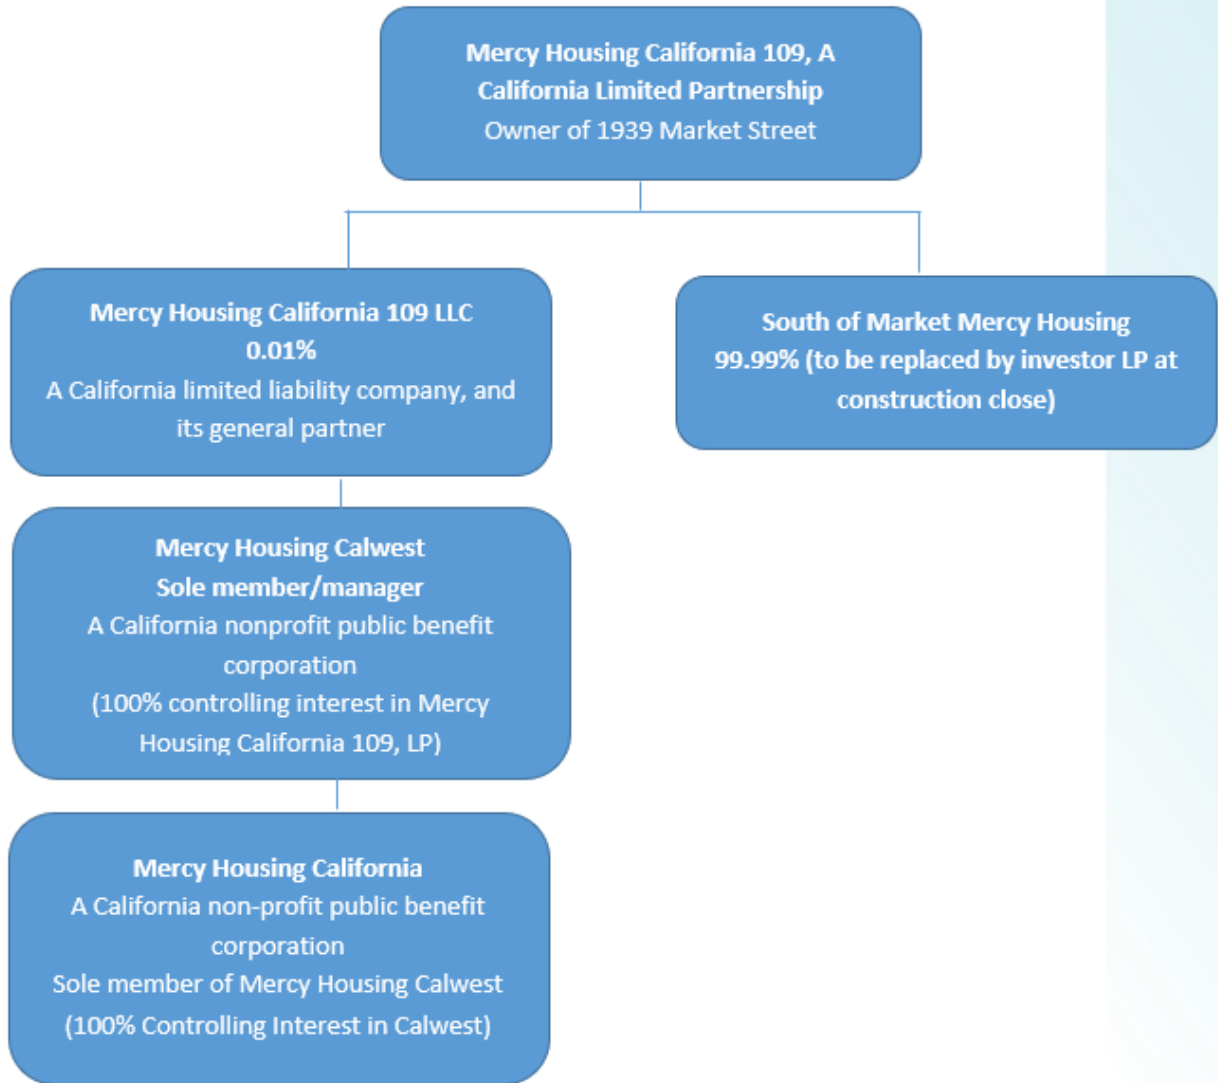 Mercy Housing California 109, A
California Limited Partnership
Owner of 1939 Market Street
Mercy Housing California 109 LLC
0.01%
A California limited liability company, and
its general partner
South of Market Mercy Housing
99.99% (to be replaced by investor LP at
construction close)
Mercy Housing Calwest
Sole member/manager
A California nonprofit public benefit
corporation
(100% controlling interest in Mercy
Housing California 109, LP)
Mercy Housing California
A California non-profit public benefit
corporation
Sole member of Mercy Housing Calwest
(100% Controlling Interest in Calwest)